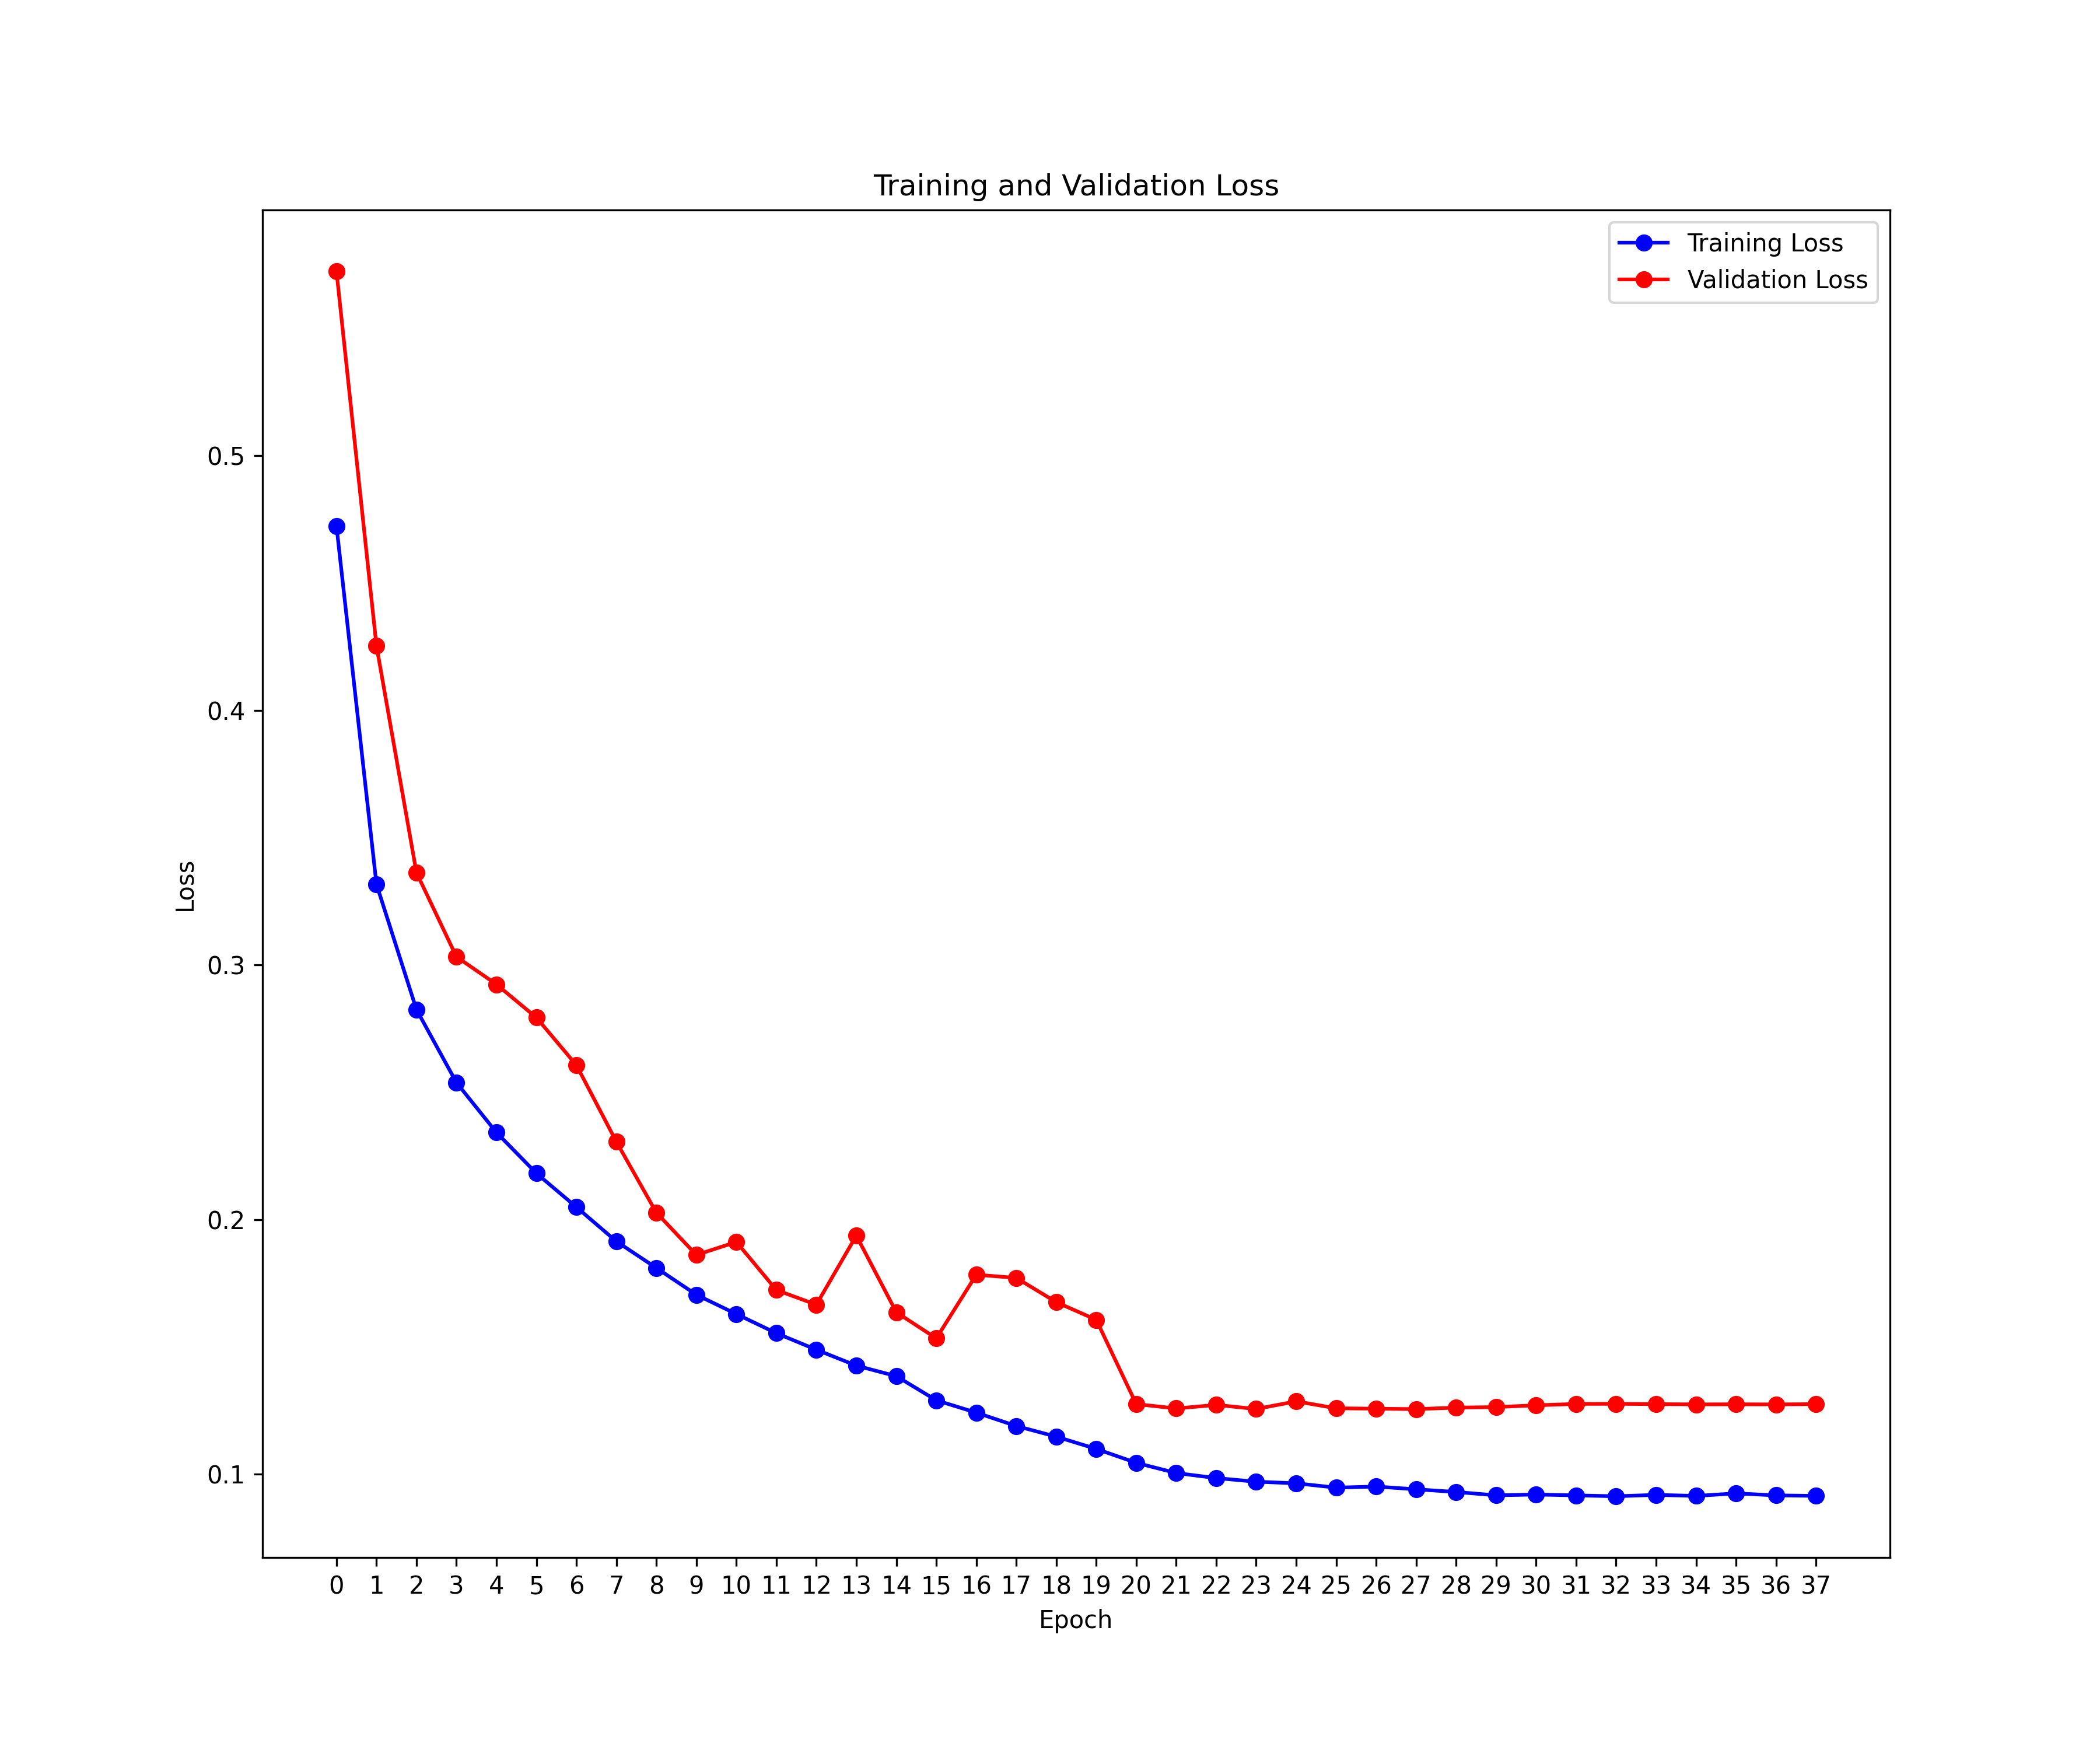 Training and Validation Loss
Training Loss
Validation Loss
0.5
0.4
0.3
0.2
0.1
Loss
0 1 2 3 4 5 6 7 8 9 10 11 12 13 14 15 16 17 18 19 20 21 22 23 24 25 26 27 28 29 30 31 32 33 34 35 36 37
Epoch